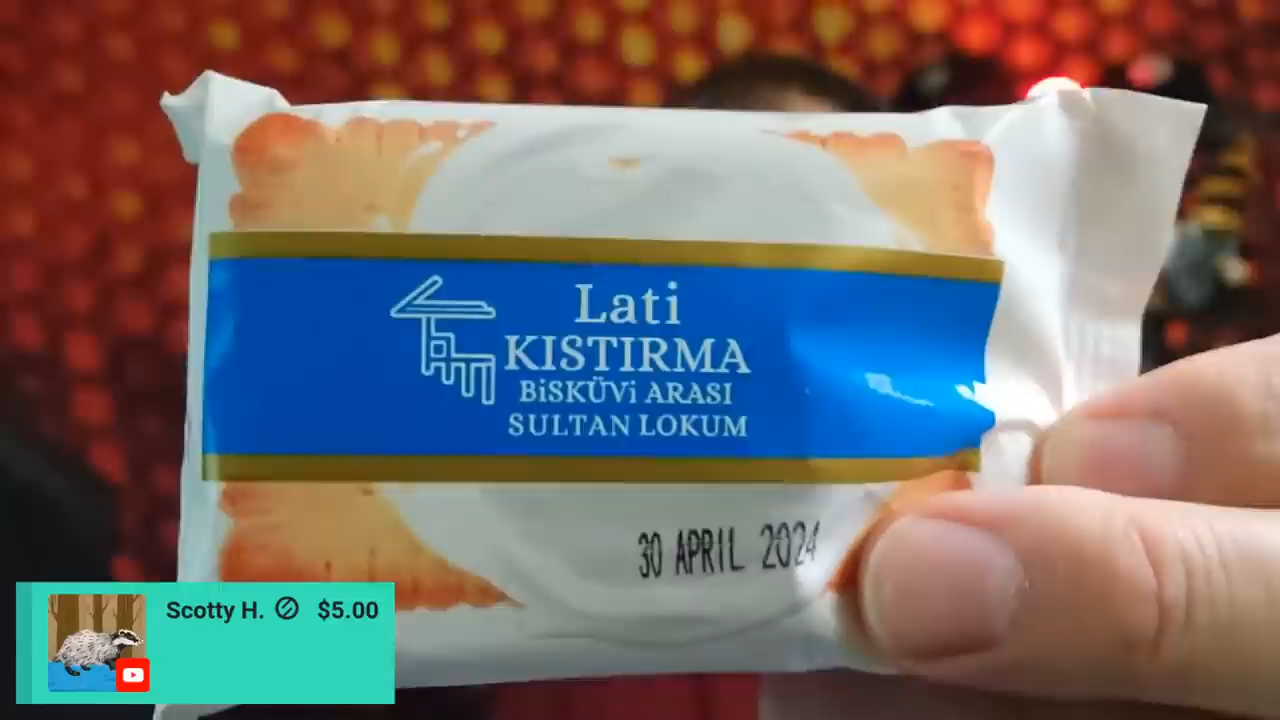 Lati
KISTIRMA
BiSKÜVi ARASI
SULTAN LOKUM
30 APRIL 2024
Scotty H. $5.00